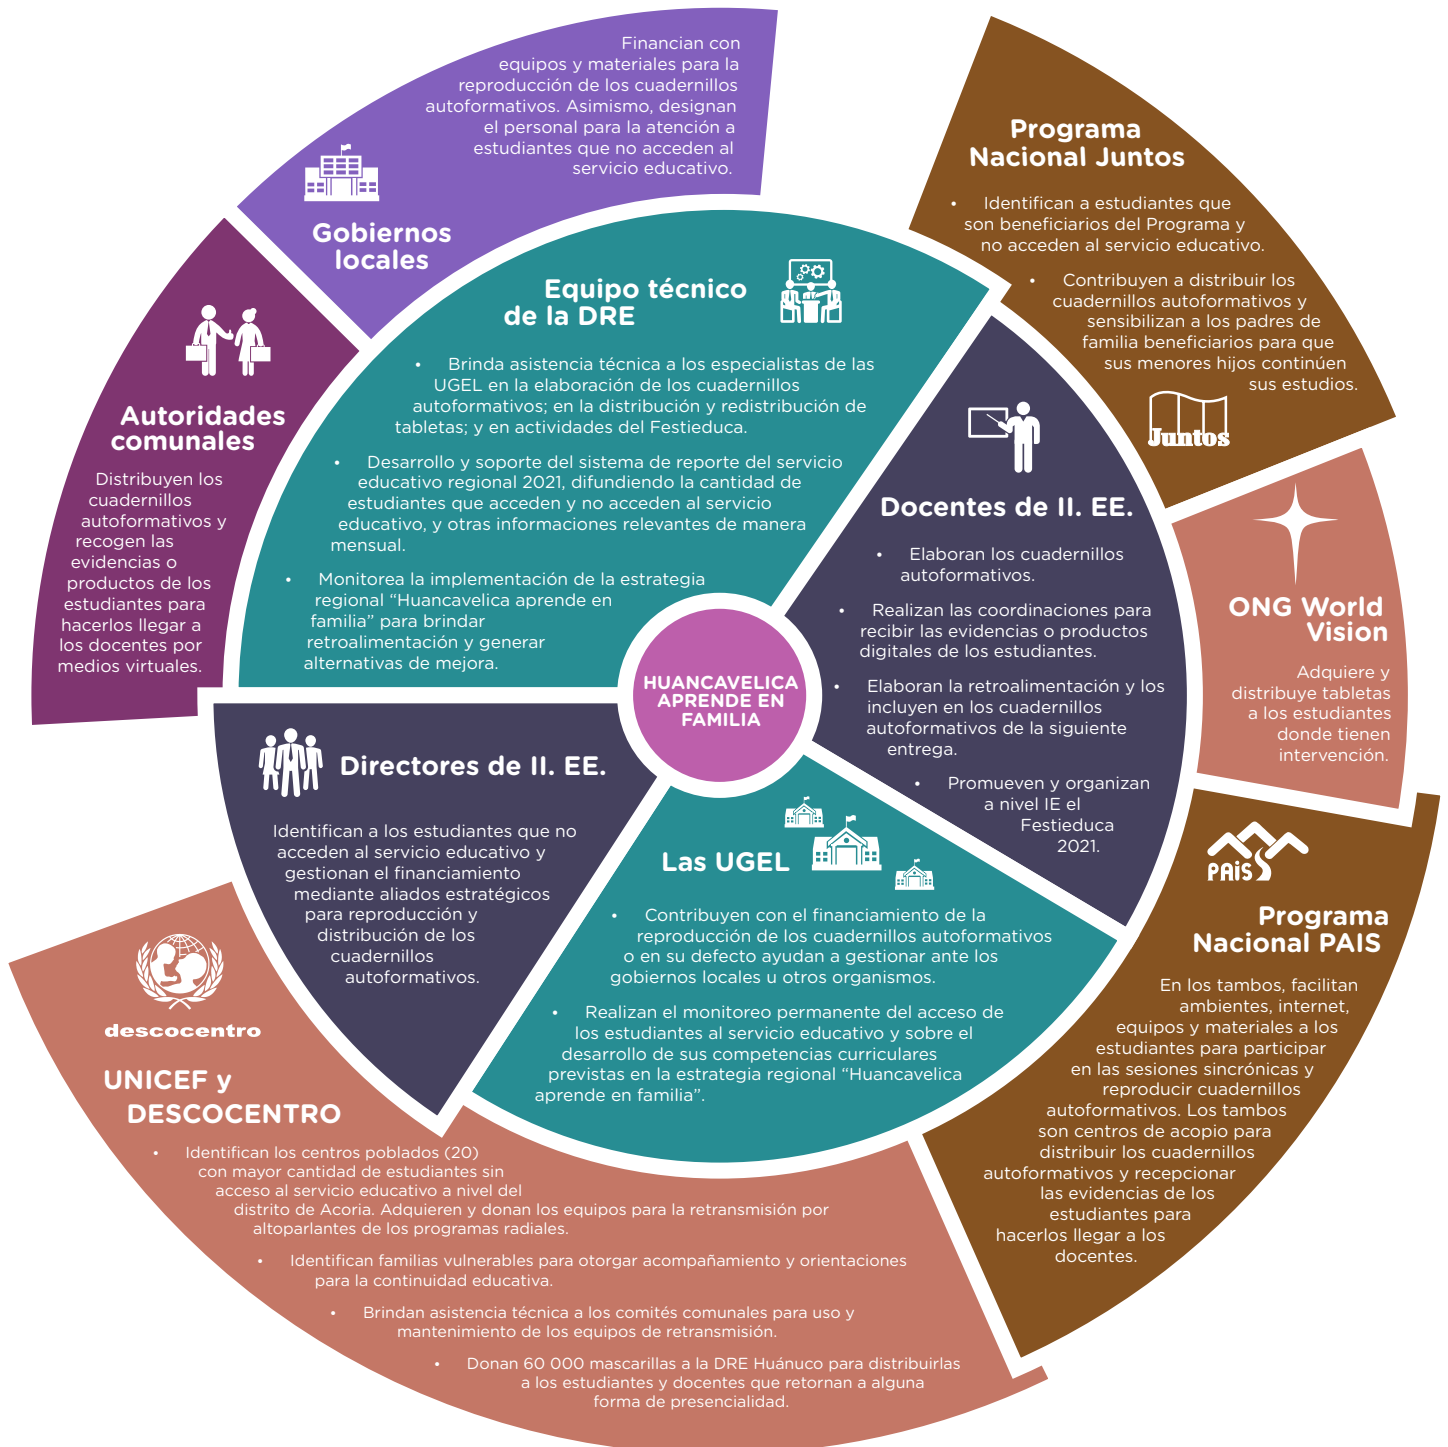 Financian con
equipos y materiales para la
reproducción de los cuadernillos
autoformativos. Asimismo, designan
el personal para la atención a
estudiantes que no acceden al
servicio educativo.
Gobiernos
locales
Programa
Nacional Juntos
• Identifican a estudiantes que
son beneficiarios del Programa y
no acceden al servicio educativo.
• Contribuyen a distribuir los
cuadernillos autoformativos y
sensibilizan a los padres de
familia beneficiarios para que
sus menores hijos continúen
sus estudios.
Juntos
Equipo técnico
de la DRE
• Brinda asistencia técnica a los especialistas de las
UGEL en la elaboración de los cuadernillos
autoformativos; en la distribución y redistribución de
tabletas; y en actividades del Festieduca.
• Desarrollo y soporte del sistema de reporte del servicio
educativo regional 2021, difundiendo la cantidad de
estudiantes que acceden y no acceden al servicio
educativo, y otras informaciones relevantes de manera
mensual.
• Monitorea la implementación de la estrategia
regional “Huancavelica aprende en
familia” para brindar
retroalimentación y generar
alternativas de mejora.
Autoridades
comunales
Distribuyen los
cuadernillos
autoformativos y
recogen las
evidencias o
productos de los
estudiantes para
hacerlos llegar a
los docentes por
medios virtuales.
Docentes de II. EE.
• Elaboran los cuadernillos
autoformativos.
• Realizan las coordinaciones para
recibir las evidencias o productos
digitales de los estudiantes.
• Elaboran la retroalimentación y los
incluyen en los cuadernillos
autoformativos de la siguiente
entrega.
• Promueven y organizan
a nivel IE el
Festieduca
2021.
ONG World
Vision
Adquiere y
distribuye tabletas
a los estudiantes
donde tienen
intervención.
HUANCAVELICA
APRENDE EN
FAMILIA
Directores de II. EE.
Identifican a los estudiantes que no
acceden al servicio educativo y
gestionan el financiamiento
mediante aliados estratégicos
para reproducción y
distribución de los
cuadernillos
autoformativos.
Las UGEL
• Contribuyen con el financiamiento de la
reproducción de los cuadernillos autoformativos
o en su defecto ayudan a gestionar ante los
gobiernos locales u otros organismos.
• Realizan el monitoreo permanente del acceso de
los estudiantes al servicio educativo y sobre el
desarrollo de sus competencias curriculares
previstas en la estrategia regional “Huancavelica
aprende en familia”.
PAiS
Programa
Nacional PAIS
En los tambos, facilitan
ambientes, internet,
equipos y materiales a los
estudiantes para participar
en las sesiones sincrónicas y
reproducir cuadernillos
autoformativos. Los tambos
son centros de acopio para
distribuir los cuadernillos
autoformativos y recepcionar
las evidencias de los
estudiantes para
hacerlos llegar a los
docentes.
descocentro
UNICEF y
DESCOCENTRO
• Identifican los centros poblados (20)
con mayor cantidad de estudiantes sin
acceso al servicio educativo a nivel del
distrito de Acoria. Adquieren y donan los equipos para la retransmisión por
altoparlantes de los programas radiales.
• Identifican familias vulnerables para otorgar acompañamiento y orientaciones
para la continuidad educativa.
• Brindan asistencia técnica a los comités comunales para uso y
mantenimiento de los equipos de retransmisión.
• Donan 60 000 mascarillas a la DRE Huánuco para distribuirlas
a los estudiantes y docentes que retornan a alguna
forma de presencialidad.